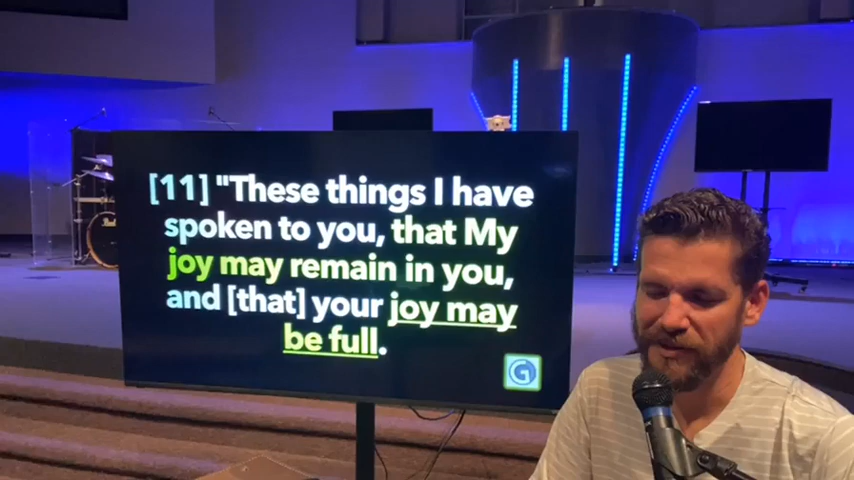 [11] "These things I have
spoken to you, that My
joy may remain in you,
and [that] your joy may
be full.
G